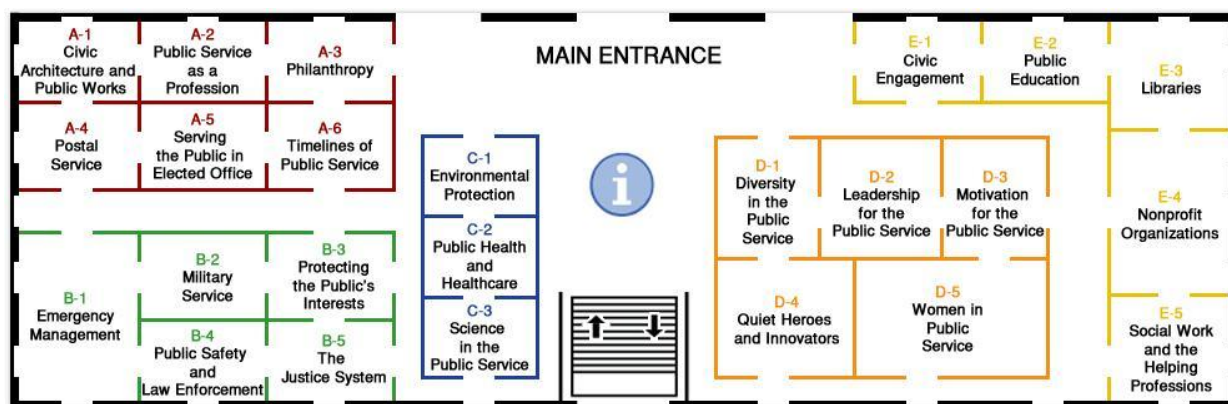 A-1
Civic
Architecture and
Public Works
A-2
Public Service
as a
Profession
A-3
Philanthropy
A-4
Postal
Service
A-5
Serving
the Public in
Elected Office
A-6
Timelines of
Public Service
B-1
Emergency
Management
B-2
Military
Service
B-3
Protecting
the Public's
Interests
B-4
Public Safety
and
Law Enforcement
B-5
The
Justice System
MAIN ENTRANCE
C-1
Environmental
Protection
C-2
Public Health
and
Healthcare
C-3
Science
in the
Public Service
i
D-1
Diversity
in the
Public
Service
D-2
Leadership
for the
Public Service
D-3
Motivation
for the
Public Service
D-4
Quiet Heroes
and Innovators
D-5
Women in
Public
Service
E-1
Civic
Engagement
E-2
Public
Education
E-3
Libraries
E-4
Nonprofit
Organizations
E-5
Social Work
and the
Helping
Professions